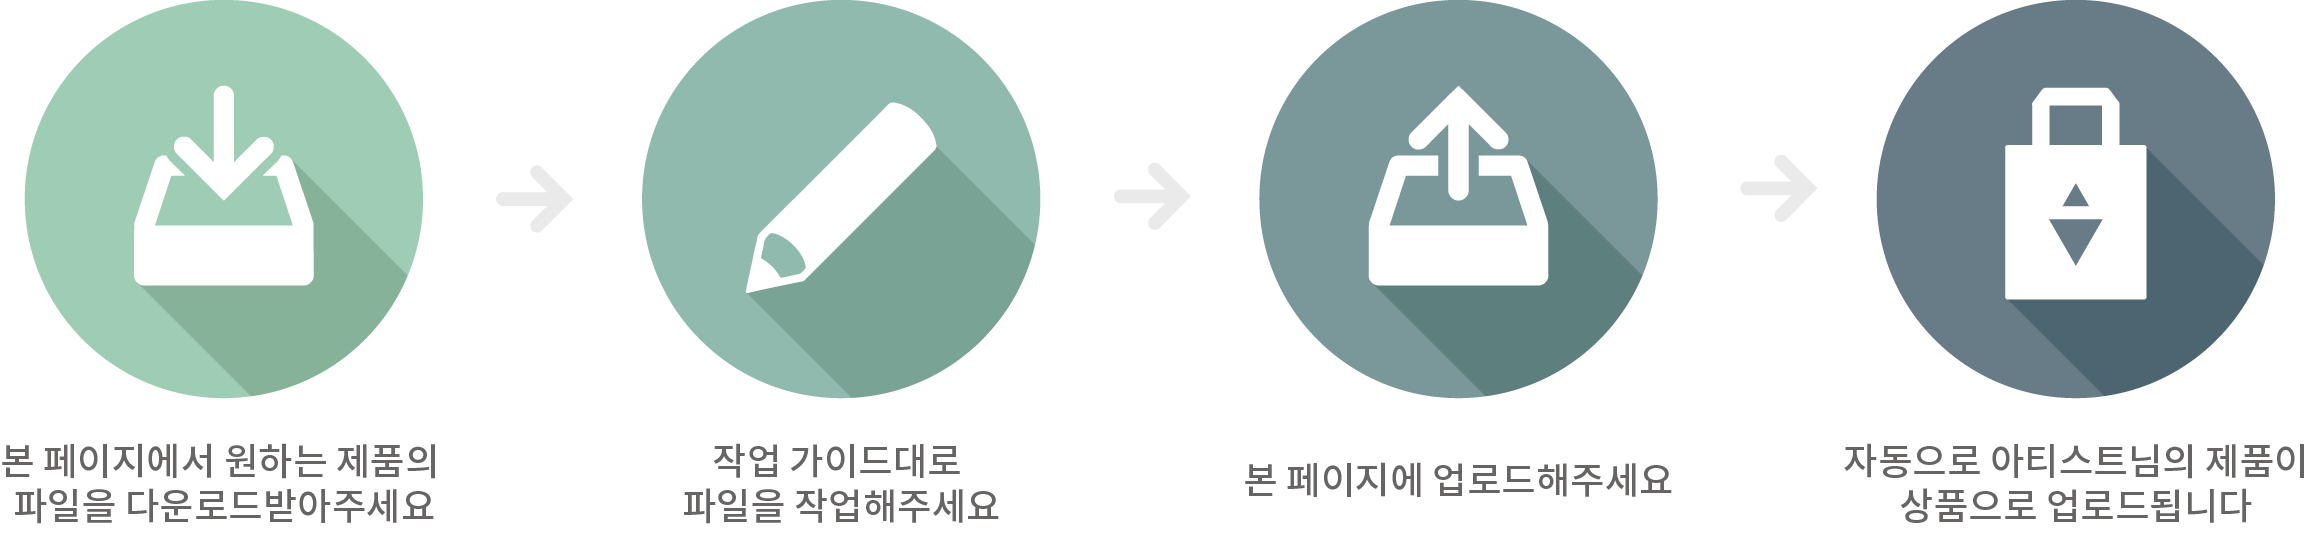 본 페이지에서 원하는 제품의
파일을 다운로드받아주세요
작업 가이드대로
파일을 작업해주세요
본 페이지에 업로드해주세요
자동으로 아티스트님의 제품이
상품으로 업로드됩니다